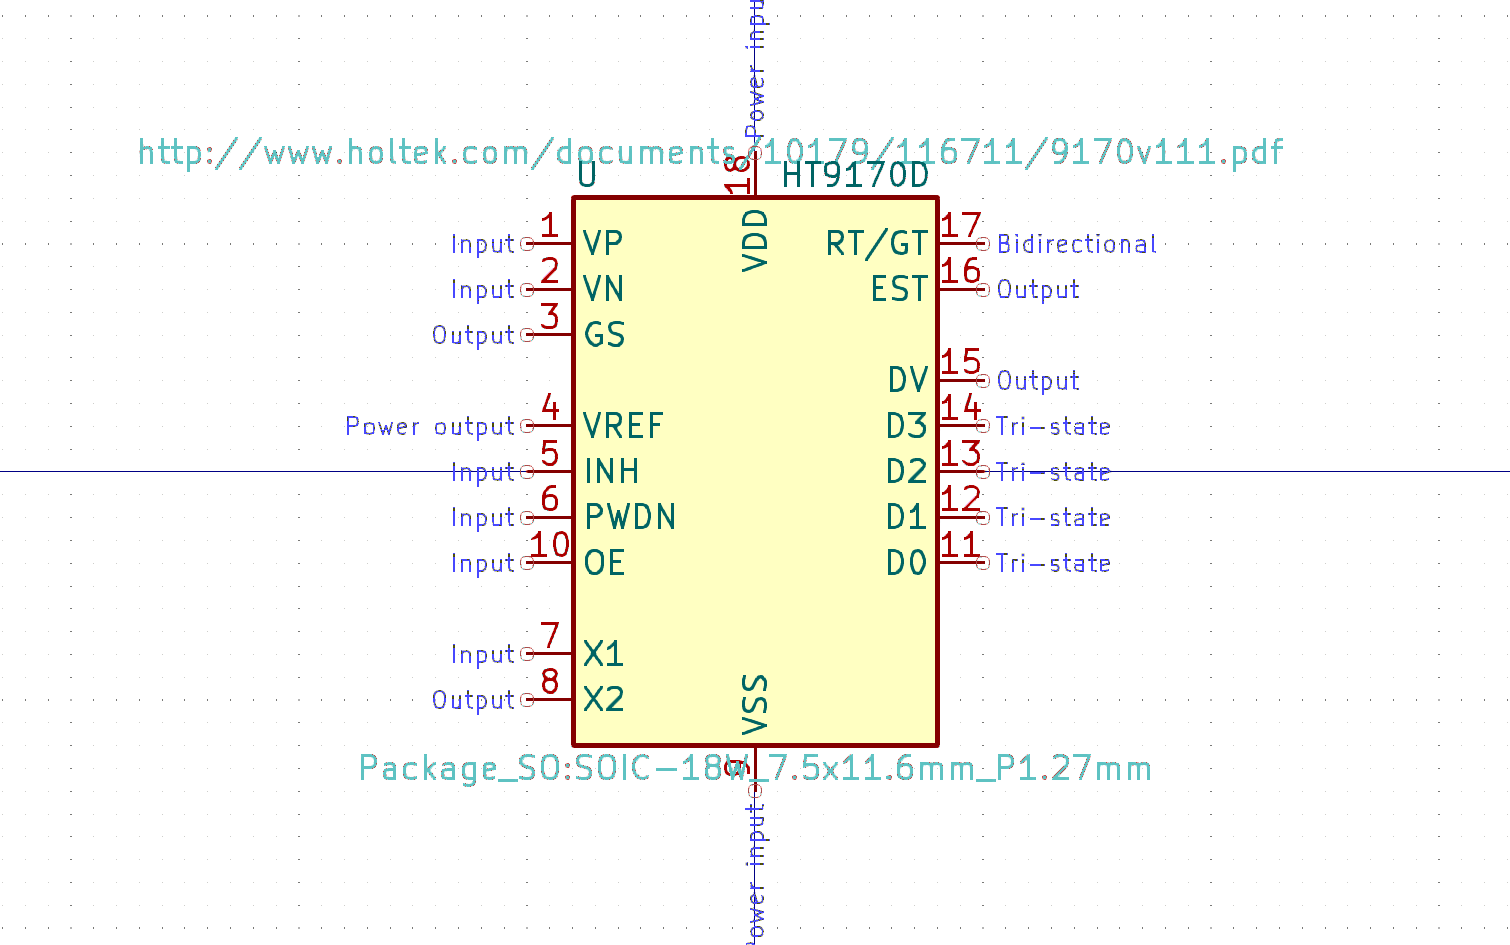 Power input
http://www.holtek.com/documents/10179/116711/9170v111.pdf
U 18 HT9170D
VDD
Input 1 VP RT/GT 17 Bidirectional
Input 2 VN EST 16 Output
Output 3 GS
DV 15 Output
Power output 4 VREF D3 14 Tri-state
Input 5 INH D2 13 Tri-state
Input 6 PWDN D1 12 Tri-state
Input 10 OE D0 11 Tri-state
Input 7 X1
Output 8 X2
VSS
Package_SO:SOIC-18W_7.5x11.6mm_P1.27mm
9
Power input